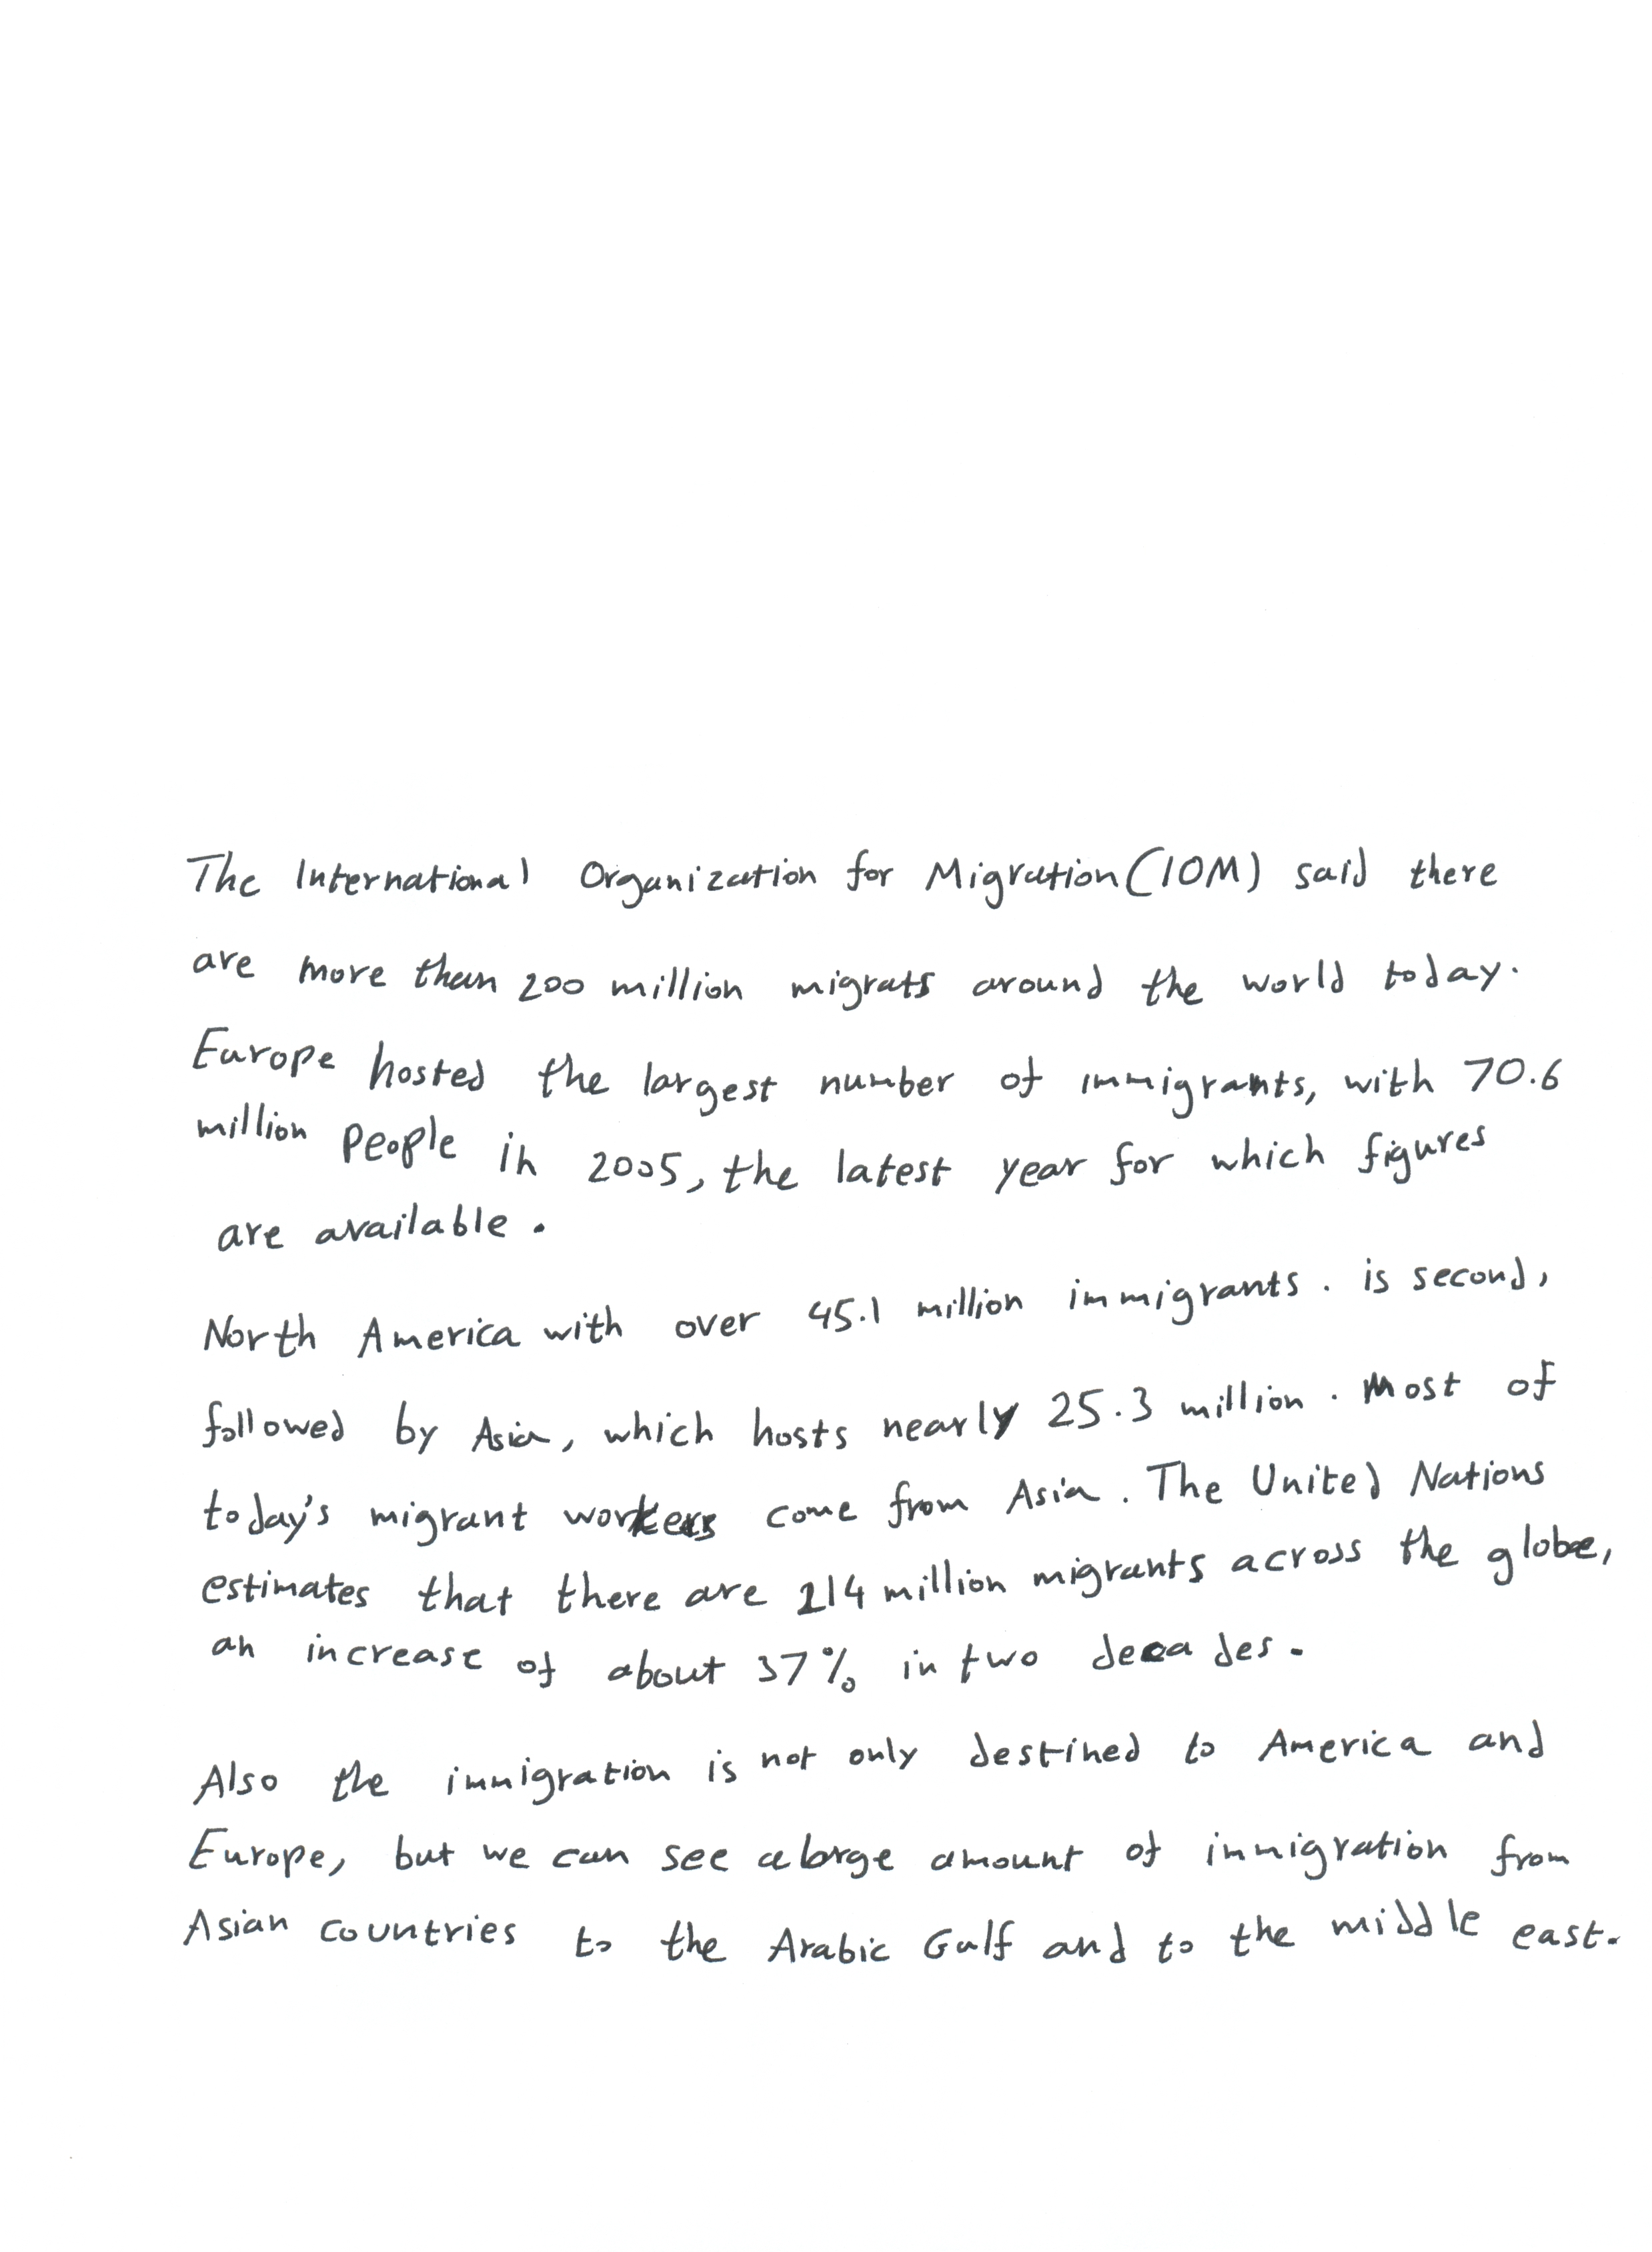 The International Organization for Migration (IOM) said there
are more than 200 million migrats around the world today.
Europe hosted the largest number of immigrants, with 70.6
million people in 2005, the latest year for which figures
are available.
North America with over 45.1 million immigrants. is second,
followed by Asia, which hosts nearly 25.3 million. Most of
today's migrant workers come from Asia. The United Nations
estimates that there are 214 million migrants across the globe,
an increase of about 37% in two decades.
Also the immigration is not only destined to America and
Europe, but we can see a large amount of immigration from
Asian countries to the Arabic Gulf and to the middle east.